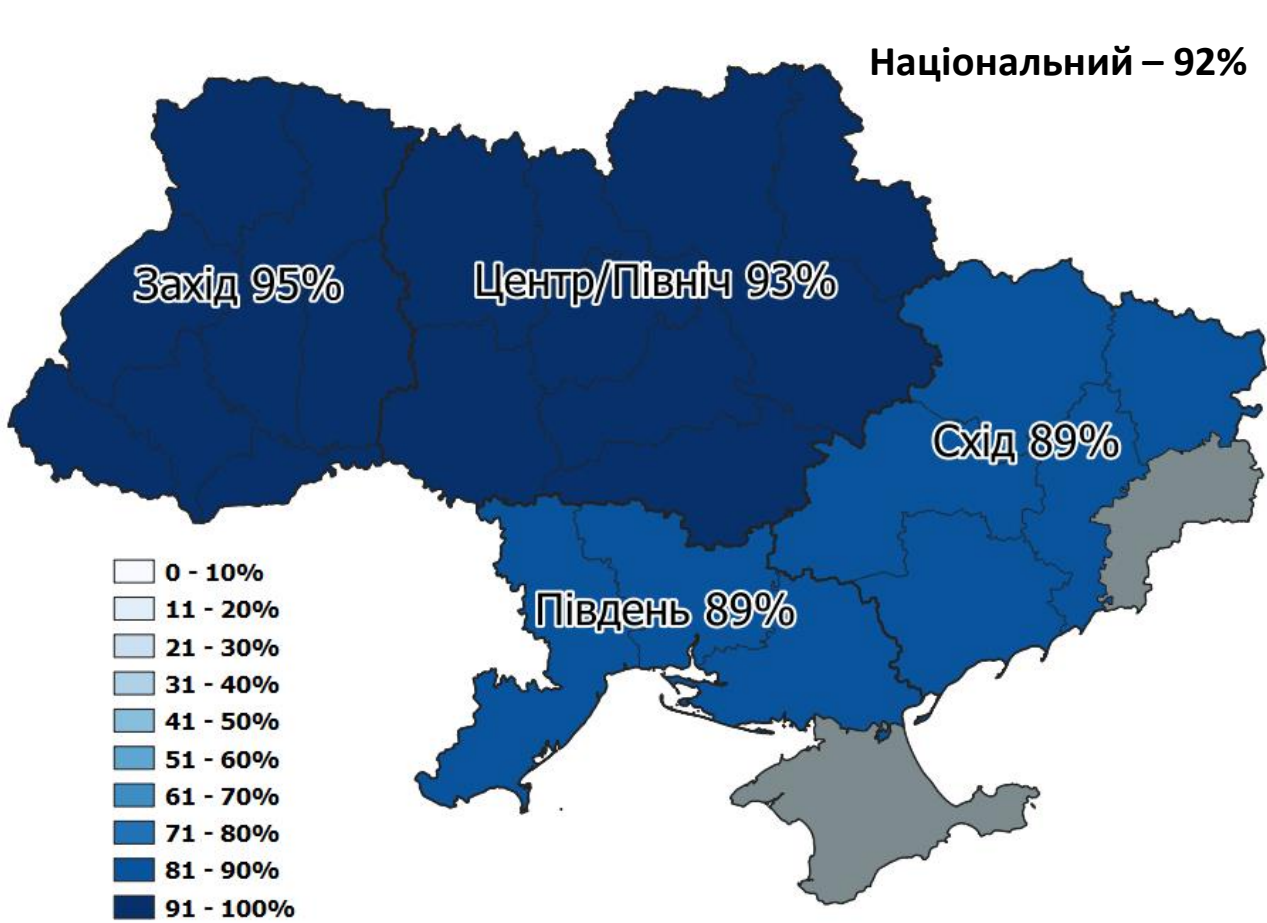 Національний – 92%
Захід 95%
Центр/Північ 93%
Схід 89%
Південь 89%
0 - 10%
11 - 20%
21 - 30%
31 - 40%
41 - 50%
51 - 60%
61 - 70%
71 - 80%
81 - 90%
91 - 100%